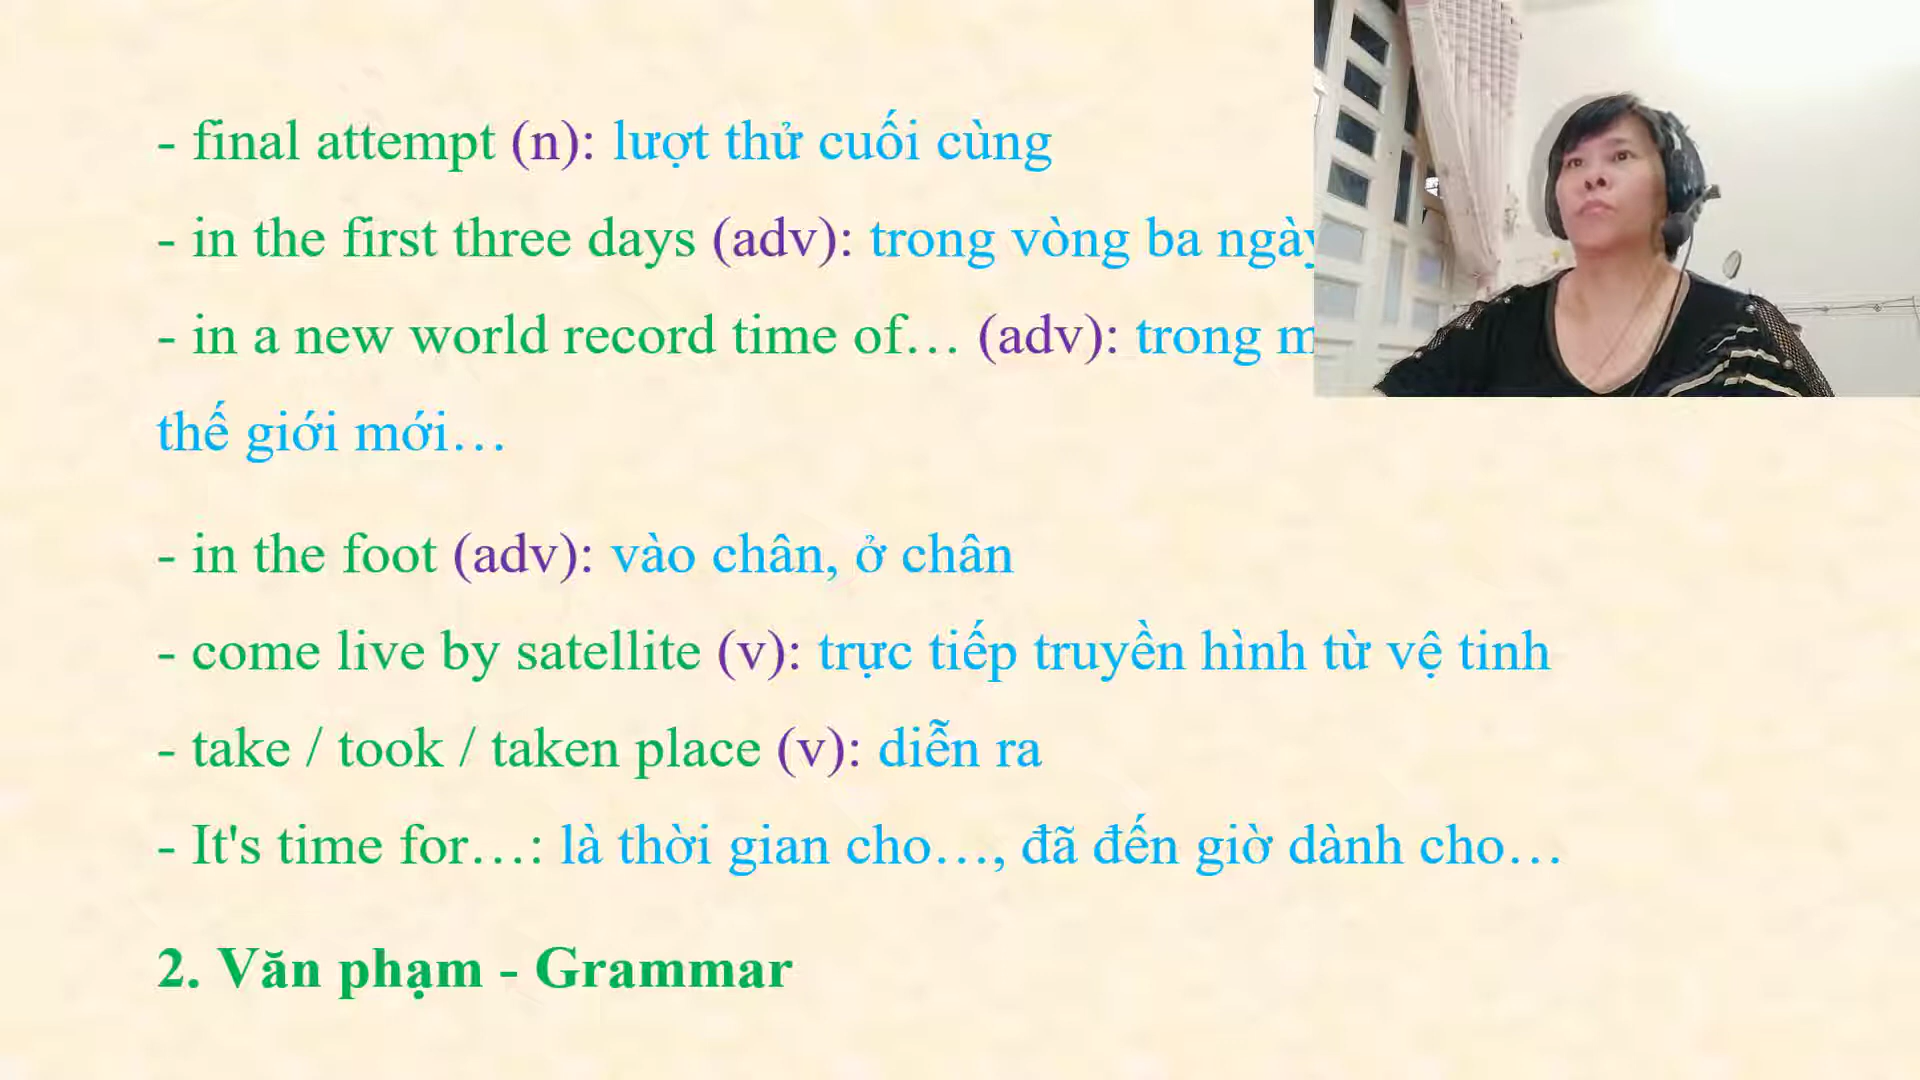 - final attempt (n): lượt thử cuối cùng
- in the first three days (adv): trong vòng ba ngày
- in a new world record time of… (adv): trong
thế giới mới…
- in the foot (adv): vào chân, ở chân
- come live by satellite (v): trực tiếp truyền hình từ vệ tinh
- take / took / taken place (v): diễn ra
- It's time for…: là thời gian cho…, đã đến giờ dành cho…
2. Văn phạm - Grammar